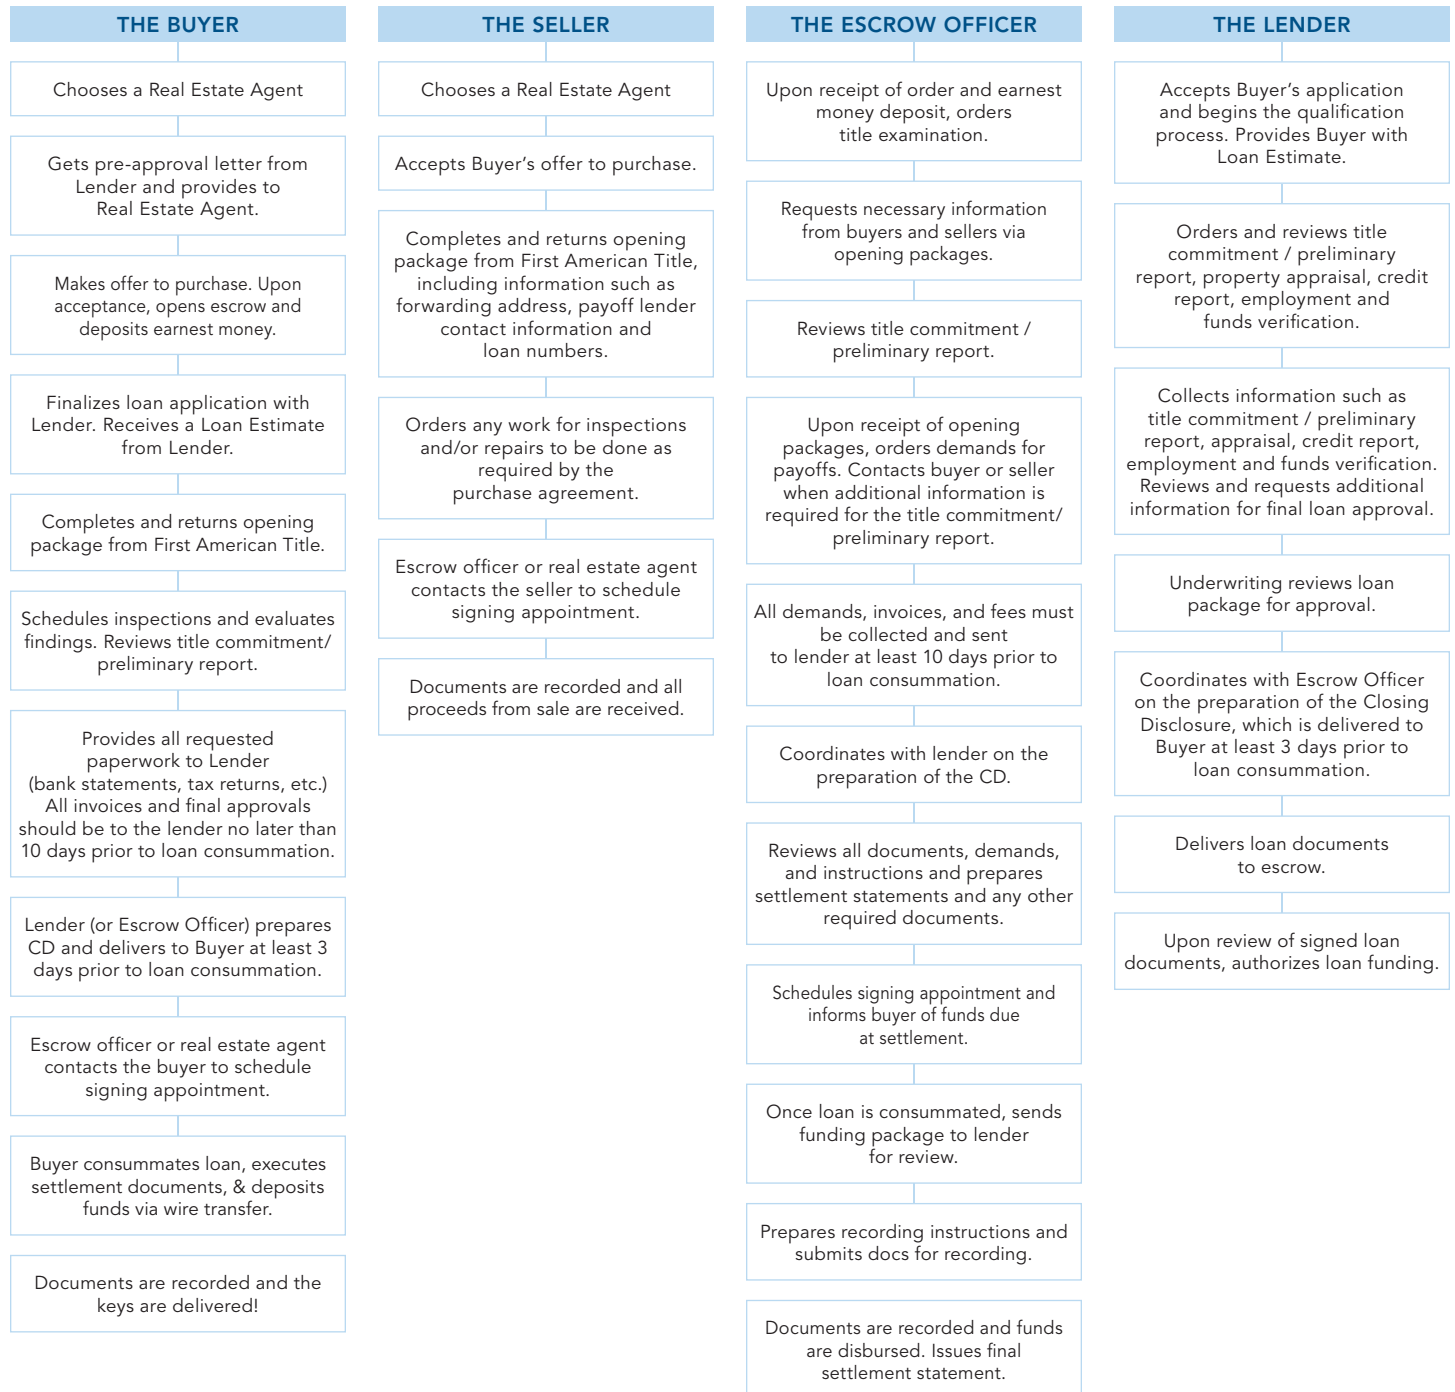 THE BUYER
Chooses a Real Estate Agent
Gets pre-approval letter from
Lender and provides to
Real Estate Agent.
Makes offer to purchase. Upon
acceptance, opens escrow and
deposits earnest money.
Finalizes loan application with
Lender. Receives a Loan Estimate
from Lender.
Completes and returns opening
package from First American Title.
Schedules inspections and evaluates
findings. Reviews title commitment/
preliminary report.
Provides all requested
paperwork to Lender
(bank statements, tax returns, etc.)
All invoices and final approvals
should be to the lender no later than
10 days prior to loan consummation.
Lender (or Escrow Officer) prepares
CD and delivers to Buyer at least 3
days prior to loan consummation.
Escrow officer or real estate agent
contacts the buyer to schedule
signing appointment.
Buyer consummates loan, executes
settlement documents, & deposits
funds via wire transfer.
Documents are recorded and the
keys are delivered!
THE SELLER
Chooses a Real Estate Agent
Accepts Buyer’s offer to purchase.
Completes and returns opening
package from First American Title,
including information such as
forwarding address, payoff lender
contact information and
loan numbers.
Orders any work for inspections
and/or repairs to be done as
required by the
purchase agreement.
Escrow officer or real estate agent
contacts the seller to schedule
signing appointment.
Documents are recorded and all
proceeds from sale are received.
THE ESCROW OFFICER
Upon receipt of order and earnest
money deposit, orders
title examination.
Requests necessary information
from buyers and sellers via
opening packages.
Reviews title commitment /
preliminary report.
Upon receipt of opening
packages, orders demands for
payoffs. Contacts buyer or seller
when additional information is
required for the title commitment/
preliminary report.
All demands, invoices, and fees must
be collected and sent
to lender at least 10 days prior to
loan consummation.
Coordinates with lender on the
preparation of the CD.
Reviews all documents, demands,
and instructions and prepares
settlement statements and any other
required documents.
Schedules signing appointment and
informs buyer of funds due
at settlement.
Once loan is consummated, sends
funding package to lender
for review.
Prepares recording instructions and
submits docs for recording.
Documents are recorded and funds
are disbursed. Issues final
settlement statement.
THE LENDER
Accepts Buyer’s application
and begins the qualification
process. Provides Buyer with
Loan Estimate.
Orders and reviews title
commitment / preliminary
report, property appraisal, credit
report, employment and
funds verification.
Collects information such as
title commitment / preliminary
report, appraisal, credit report,
employment and funds verification.
Reviews and requests additional
information for final loan approval.
Underwriting reviews loan
package for approval.
Coordinates with Escrow Officer
on the preparation of the Closing
Disclosure, which is delivered to
Buyer at least 3 days prior to
loan consummation.
Delivers loan documents
to escrow.
Upon review of signed loan
documents, authorizes loan funding.